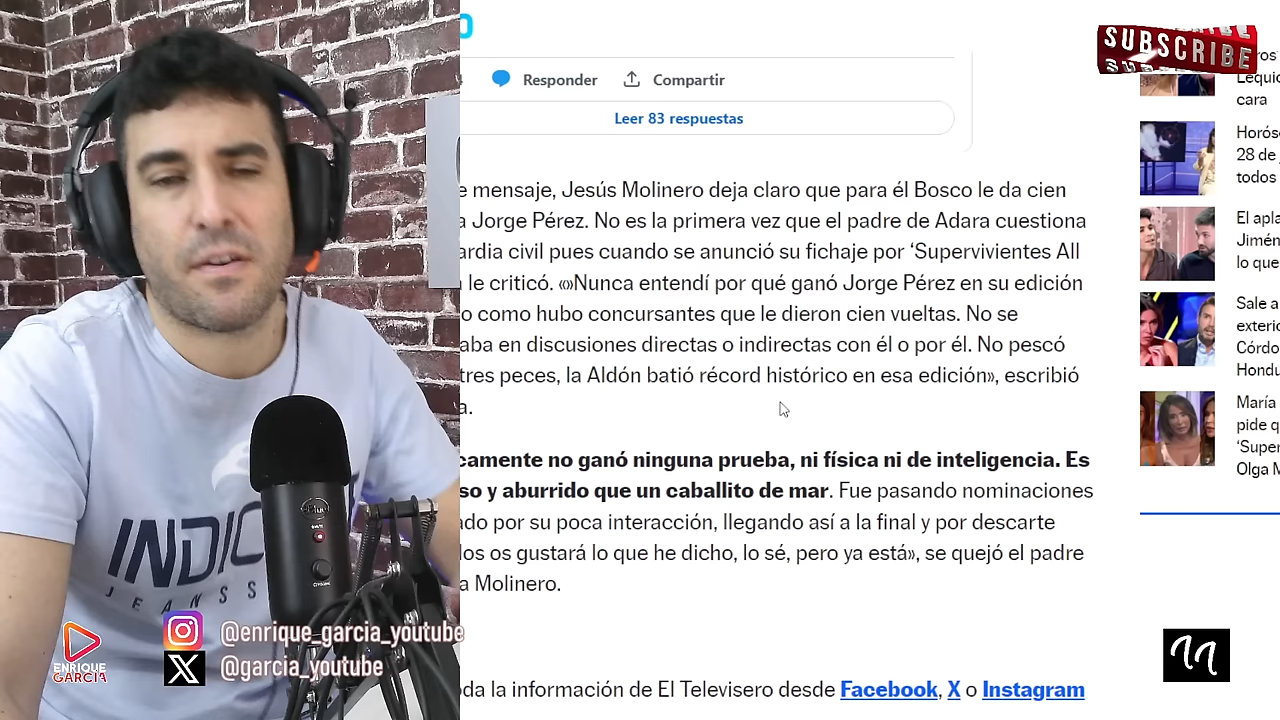 SUBSCRIBE
Responder
Compartir
Leer 83 respuestas
e mensaje, Jesús Molinero deja claro que para él Bosco le da cien
a Jorge Pérez. No es la primera vez que el padre de Adara cuestiona
ardia civil pues cuando se anunció su fichaje por ‘Supervivientes All
le criticó. «»Nunca entendí por qué ganó Jorge Pérez en su edición
o como hubo concursantes que le dieron cien vueltas. No se
aba en discusiones directas o indirectas con él o por él. No pescó
tres peces, la Aldón batió récord histórico en esa edición», escribió
a.
camente no ganó ninguna prueba, ni física ni de inteligencia. Es
so y aburrido que un caballito de mar. Fue pasando nominaciones
ado por su poca interacción, llegando así a la final y por descarte
los os gustará lo que he dicho, lo sé, pero ya está», se quejó el padre
a Molinero.
oda la información de El Televisero desde Facebook, X o Instagram
Lequio
cara
Horós
28 de
todos
El apla
Jimén
lo que
Sale a
exterio
Córdo
Hondu
María
pide q
‘Super
Olga M
INDIC
JEANSS
ENRIQUE
GARCIA
@enrique_garcia_youtube
@garcia_youtube